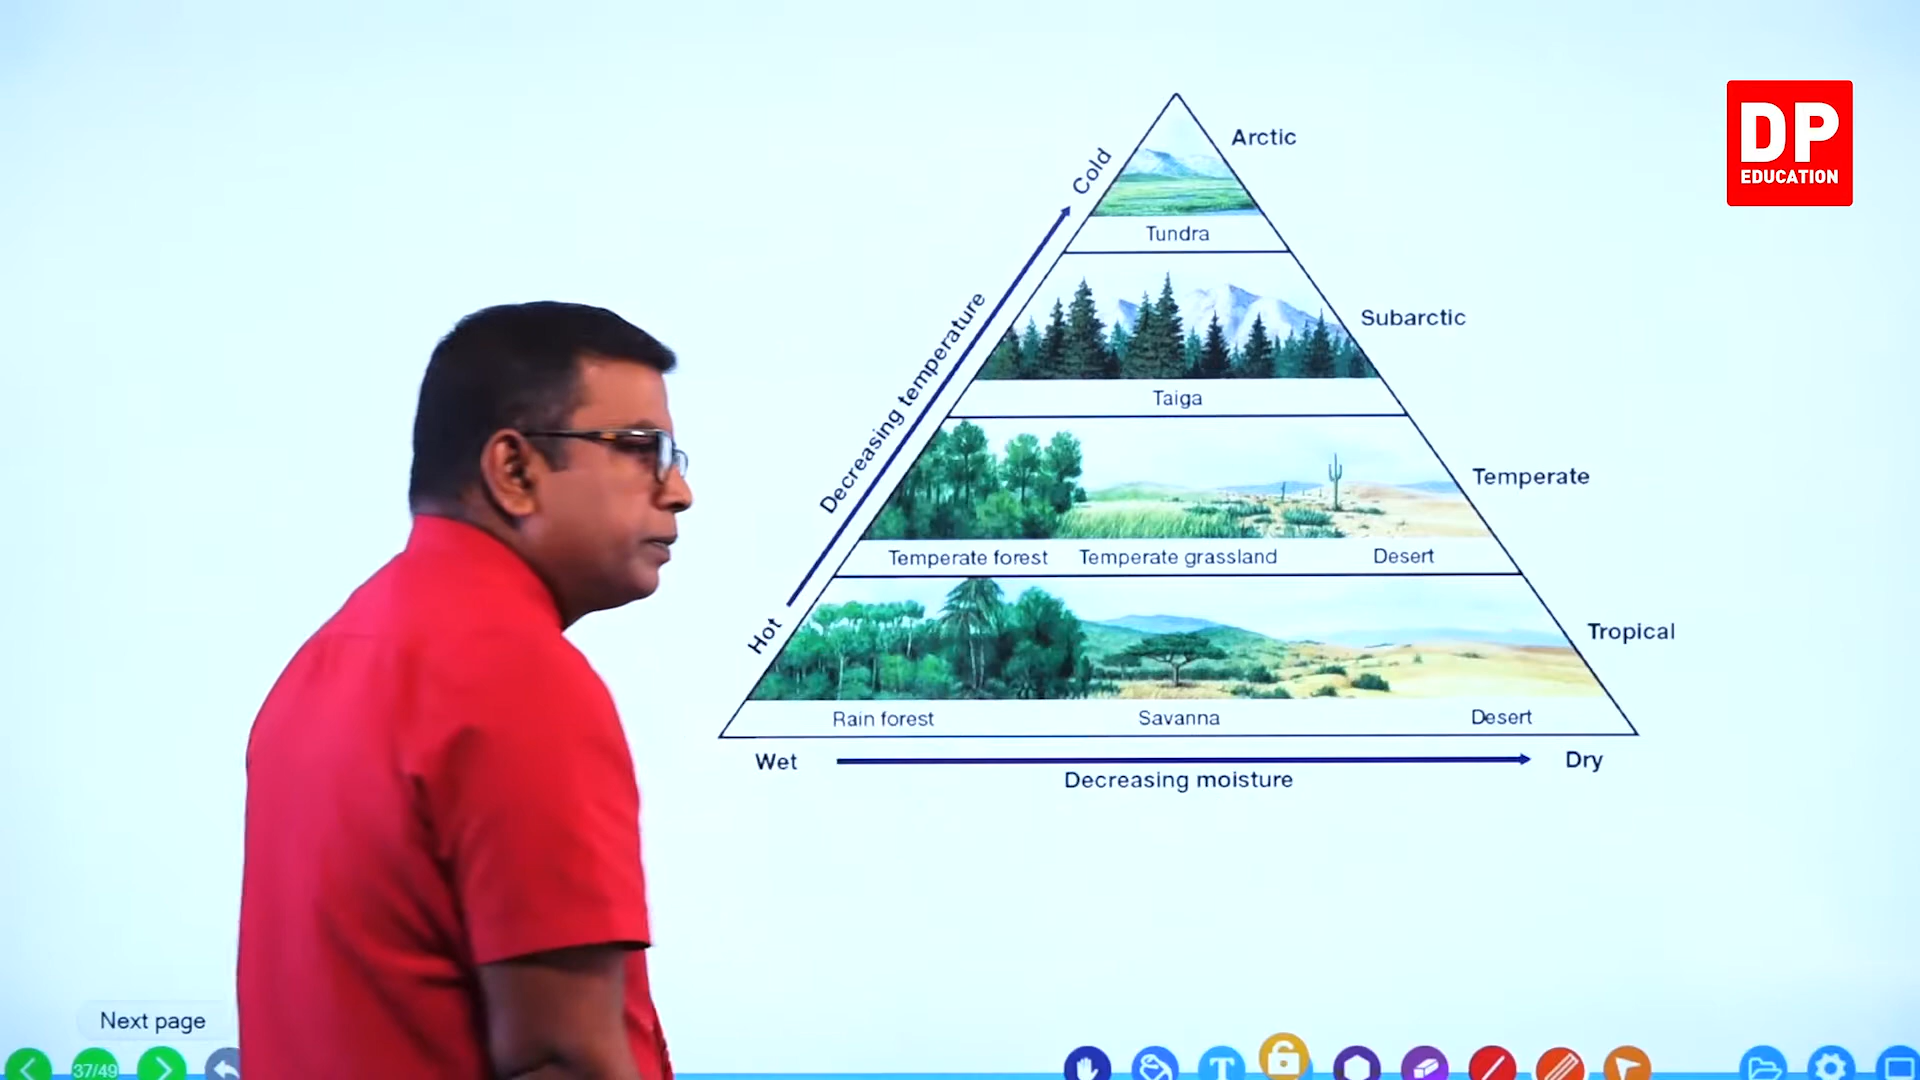 DP
EDUCATION
Arctic
Cold
Tundra
Decreasing temperature
Subarctic
Taiga
Temperate
Temperate forest Temperate grassland Desert
Hot
Tropical
Rain forest Savanna Desert
Wet Dry
Decreasing moisture
Next page
37/49
T